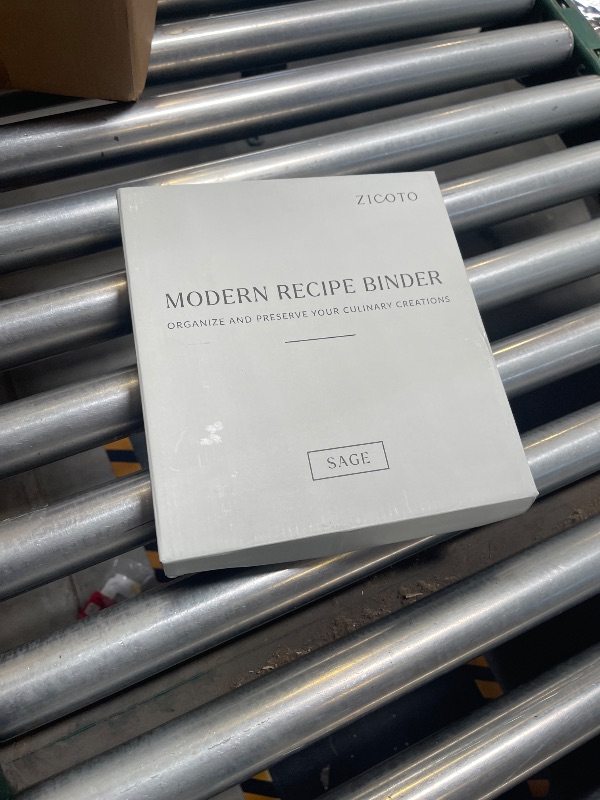 ZICOTO
MODERN RECIPE BINDER
ORGANIZE AND PRESERVE YOUR CULINARY CREATIONS
SAGE